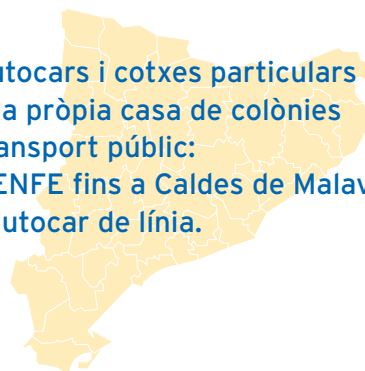 utocars i cotxes particulars
a pròpia casa de colònies
ansport públic:
ENFE fins a Caldes de Malav
utocar de línia.